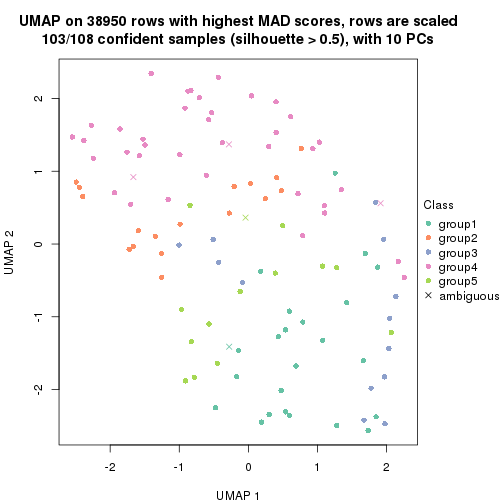 UMAP on 38950 rows with highest MAD scores, rows are scaled
103/108 confident samples (silhouette > 0.5), with 10 PCs
2
1
0
-1
-2
UMAP 2
-2
-1
0
1
2
UMAP 1
Class
group1
group2
group3
group4
group5
ambiguous